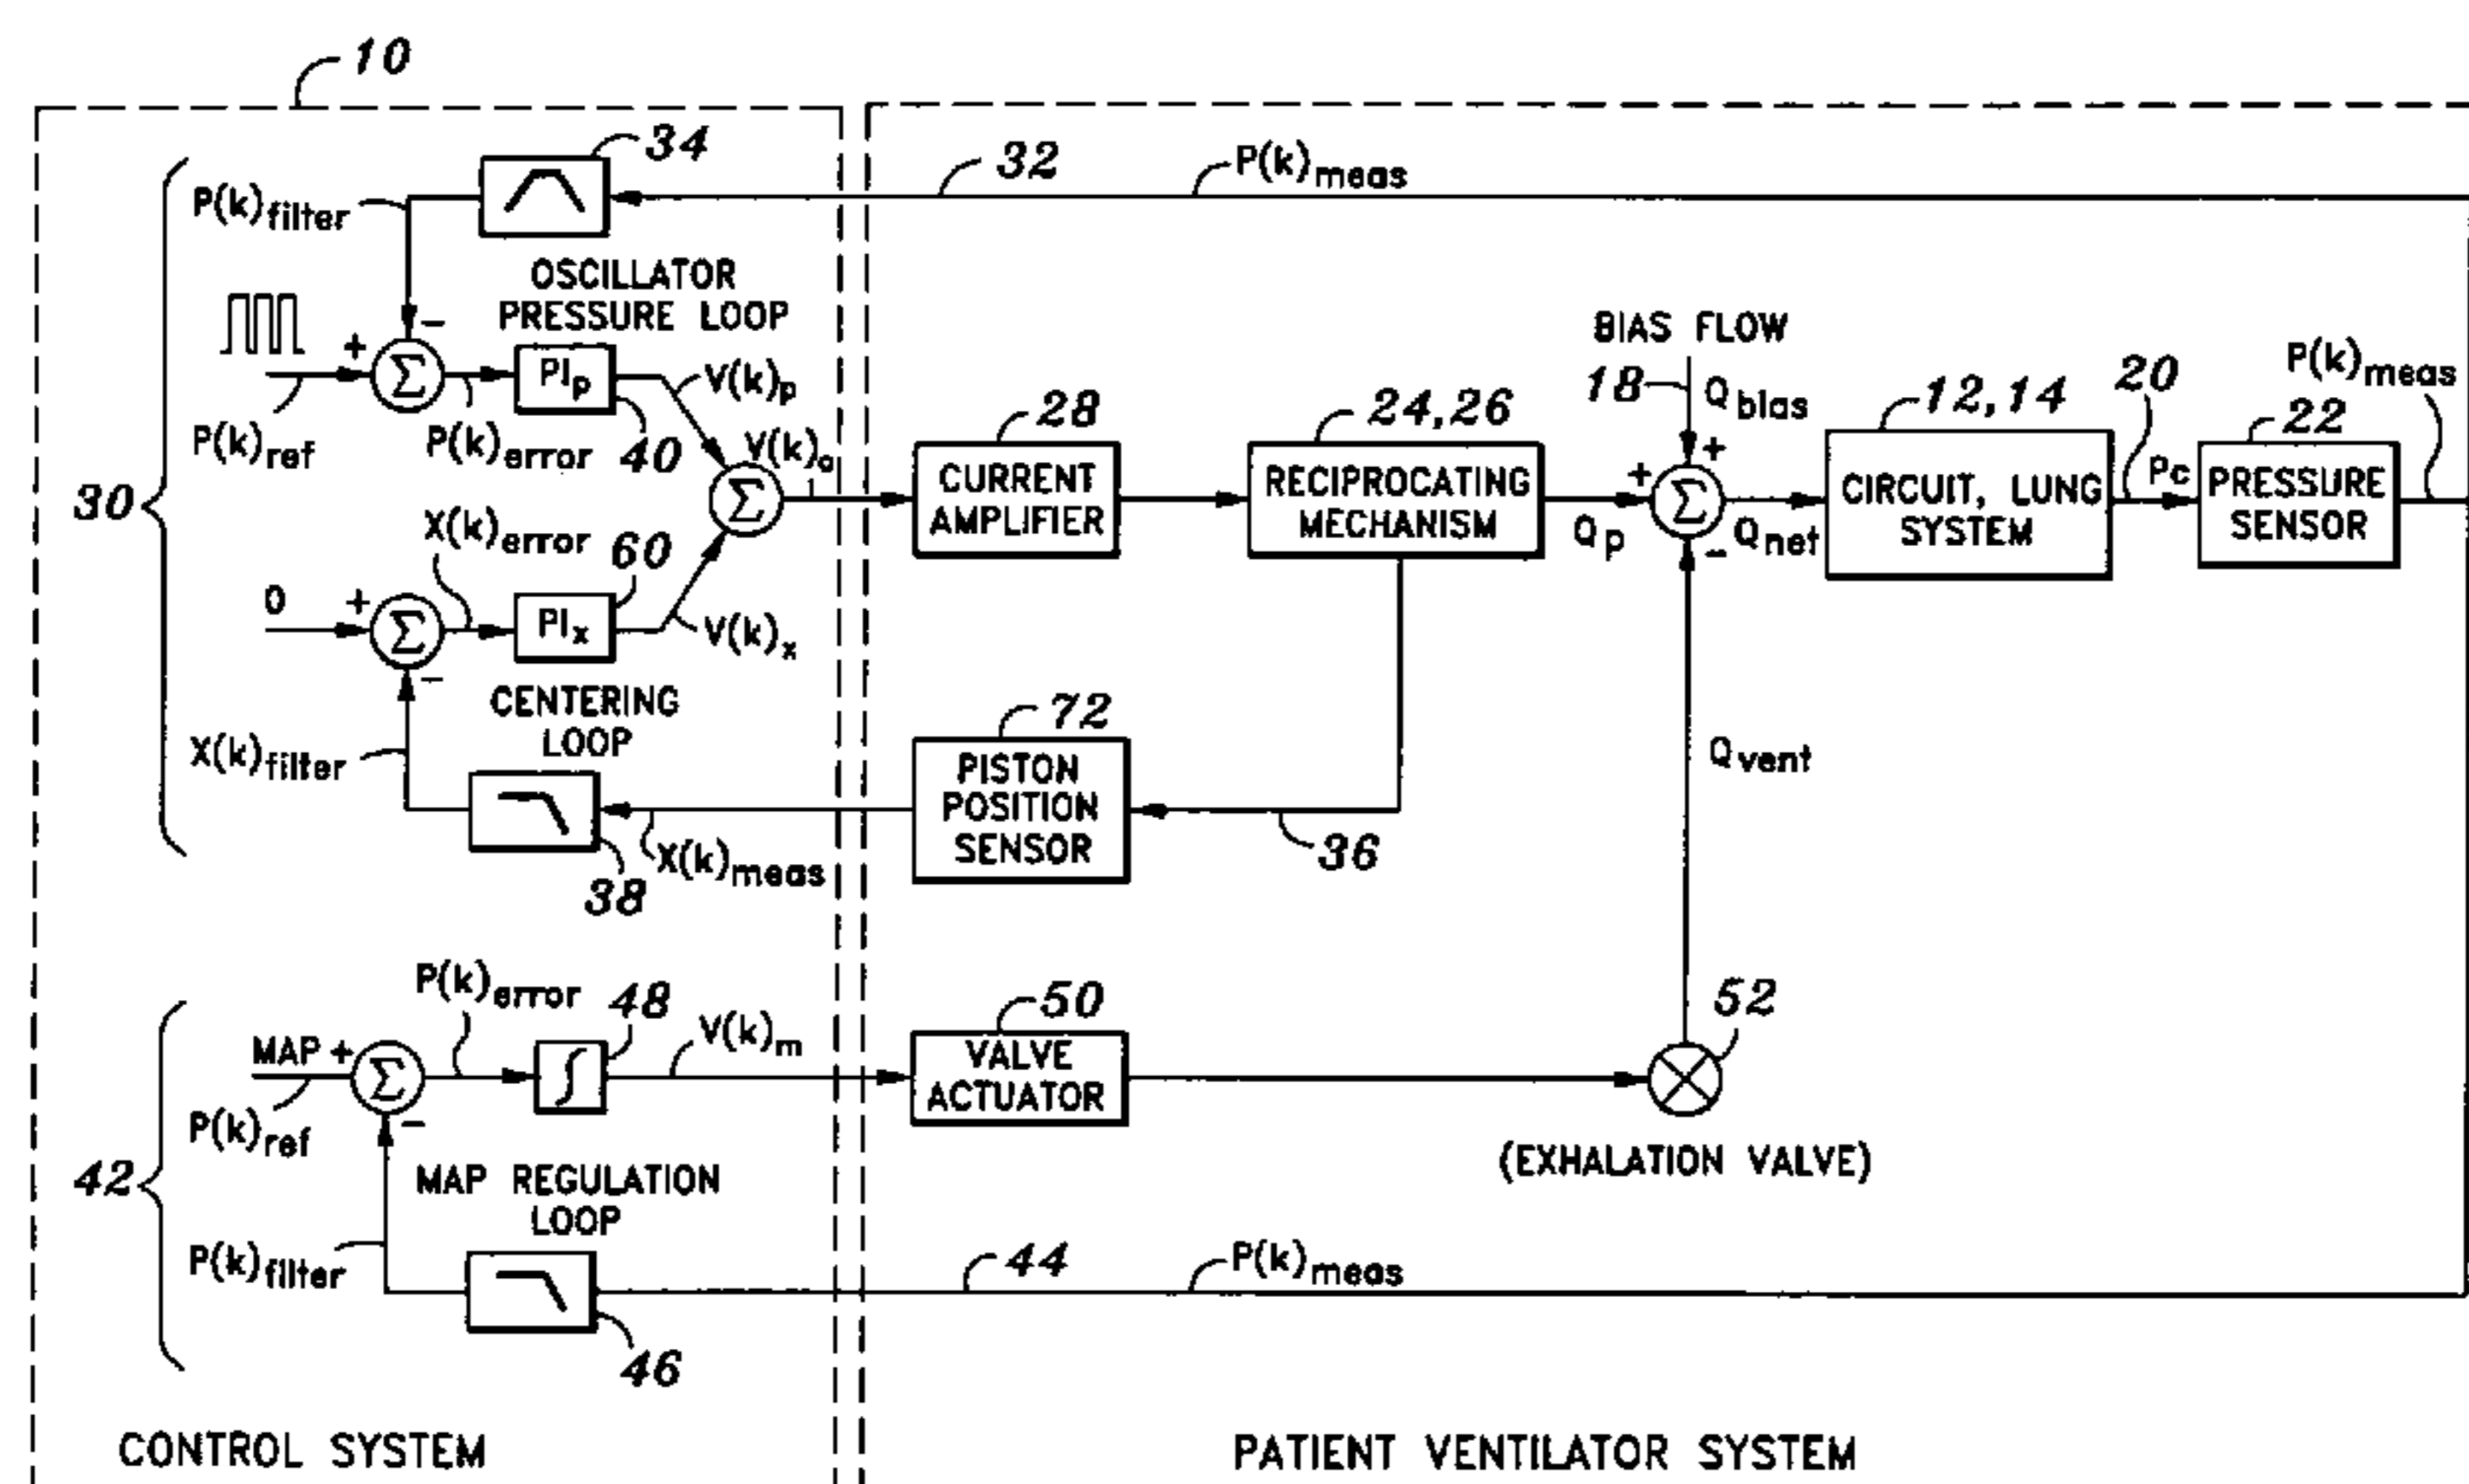 10
34
32
P(k)meas
P(k)filter
OSCILLATOR
PRESSURE LOOP
+
−
Σ
PIp
V(k)p
P(k)ref
P(k)error
40
30
BIAS FLOW
18
Qbias
28
CURRENT
AMPLIFIER
24,26
RECIPROCATING
MECHANISM
+
+
−
Σ
Qp
Qnet
12,14
CIRCUIT, LUNG
SYSTEM
20
Pc
22
PRESSURE
SENSOR
P(k)meas
V(k)o
Σ
X(k)error
60
0
+
−
Σ
PIx
V(k)x
CENTERING
LOOP
X(k)filter
38
X(k)meas
72
PISTON
POSITION
SENSOR
36
Qvent
P(k)error
48
V(k)m
50
VALVE
ACTUATOR
52
(EXHALATION VALVE)
MAP +
Σ
−
∫
P(k)ref
42
MAP REGULATION
LOOP
P(k)filter
46
44
P(k)meas
CONTROL SYSTEM
PATIENT VENTILATOR SYSTEM